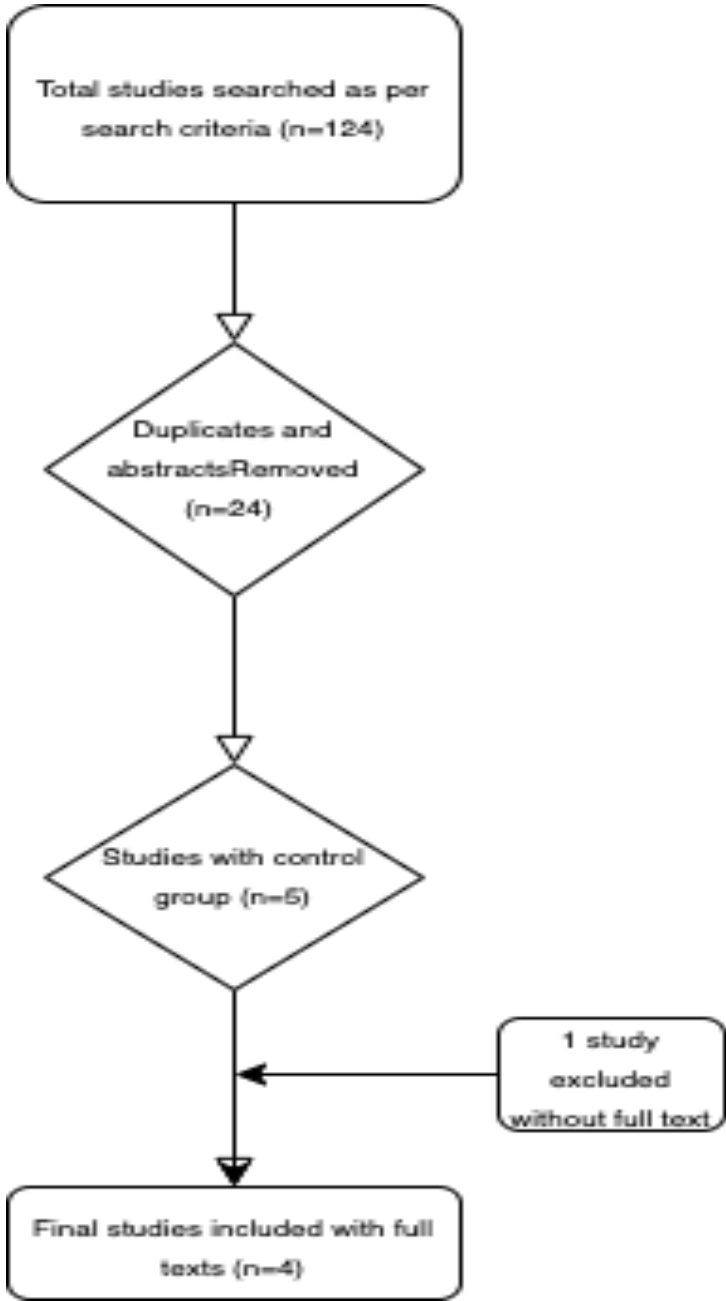 Total studies searched as per
search criteria (n=124)
Duplicates and
abstractsRemoved
(n=24)
Studies with control
group (n=5)
1 study
excluded
without full text
Final studies included with full
texts (n=4)